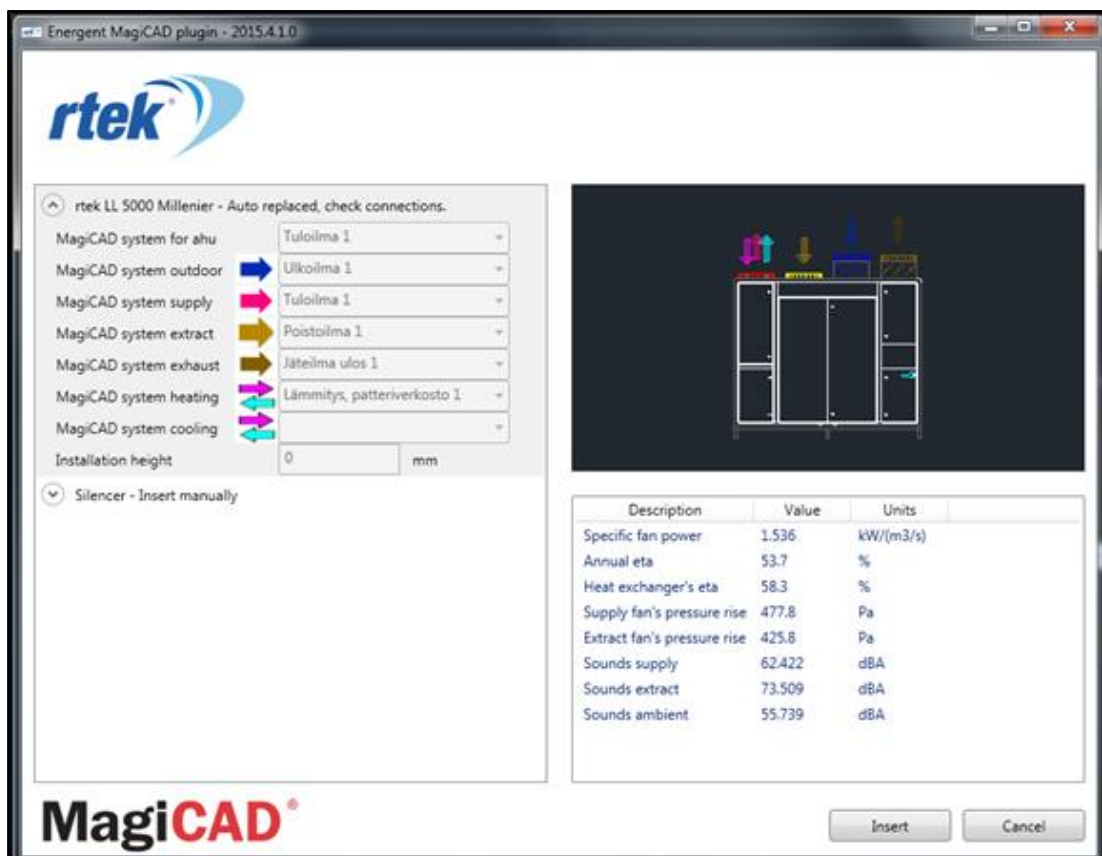 Energent MagiCAD plugin - 2015.4.1.0
rtek®
rtek LL 5000 Millenier - Auto replaced, check connections.
MagiCAD system for ahu Tuloilma 1
MagiCAD system outdoor Ulkoilma 1
MagiCAD system supply Tuloilma 1
MagiCAD system extract Poistoilma 1
MagiCAD system exhaust Jäteilma ulos 1
MagiCAD system heating Lämmitys, patteriverkosto 1
MagiCAD system cooling
Installation height 0 mm
Silencer - Insert manually
Description Value Units
Specific fan power 1.536 kW/(m3/s)
Annual eta 53.7 %
Heat exchanger's eta 58.3 %
Supply fan's pressure rise 477.8 Pa
Extract fan's pressure rise 425.8 Pa
Sounds supply 62.422 dBA
Sounds extract 73.509 dBA
Sounds ambient 55.739 dBA
MagiCAD®
Insert Cancel